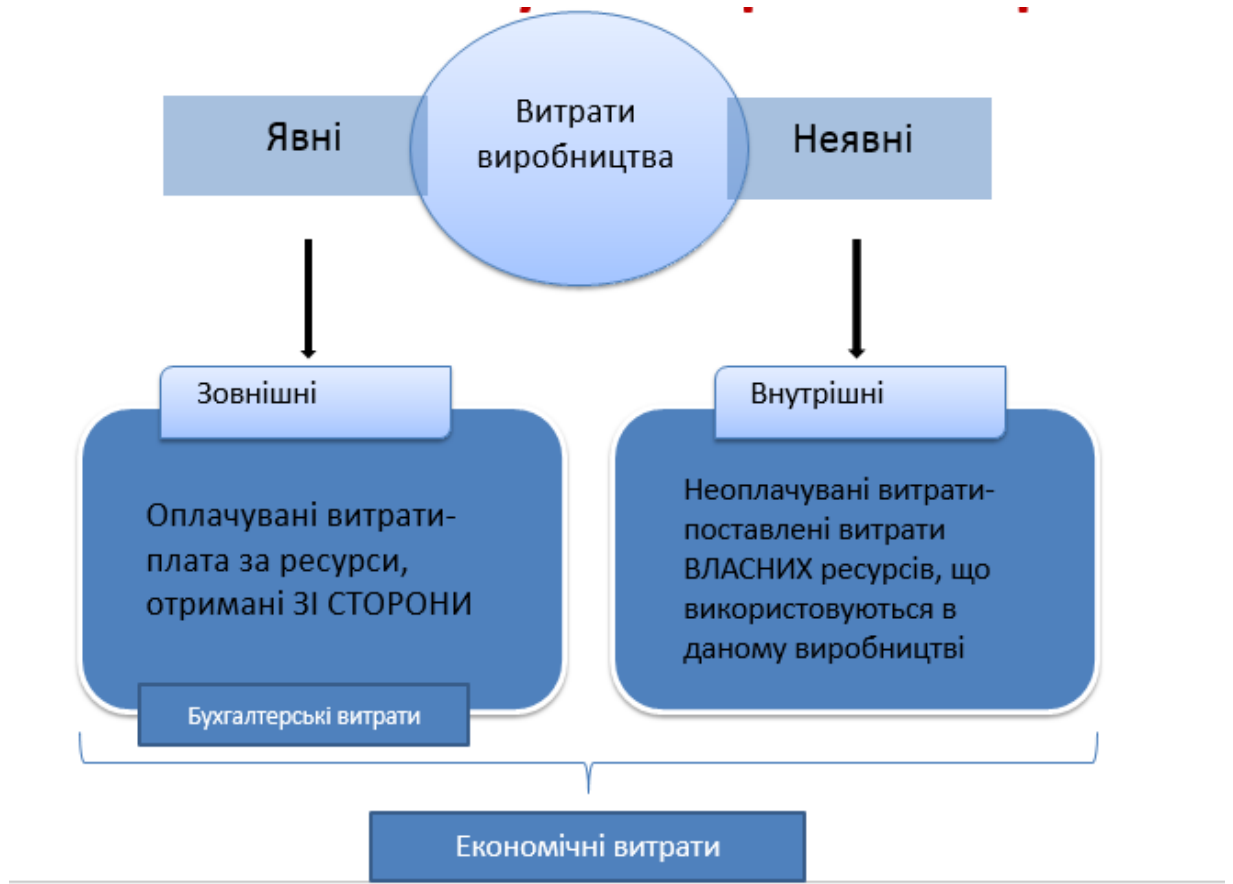 Витрати
виробництва
Явні
Неявні
Зовнішні
Оплачувані витрати-
плата за ресурси,
отримані ЗІ СТОРОНИ
Бухгалтерські витрати
Внутрішні
Неоплачувані витрати-
поставлені витрати
ВЛАСНИХ ресурсів, що
використовуються в
даному виробництві
Економічні витрати